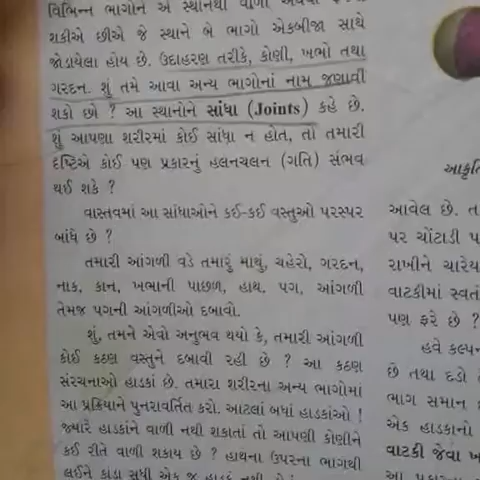 વિભિન્ન ભાગોને એ સ્થાનેથી વાળી અથવા
શકીએ છીએ જે સ્થાને બે ભાગો એકબીજા સાથે
જોડાયેલા હોય છે. ઉદાહરણ તરીકે, કોણી, ખભો તથા
ગરદન. શું તમે આવા અન્ય ભાગોનાં નામ જણાવી
શકો છો ? આ સ્થાનોને સાંધા (Joints) કહે છે.
શું આપણા શરીરમાં કોઈ સાંધા ન હોત, તો તમારી
દૃષ્ટિએ કોઈ પણ પ્રકારનું હલનચલન (ગતિ) સંભવ
થઈ શકે ?
વાસ્તવમાં આ સાંધાઓને કઈ-કઈ વસ્તુઓ પરસ્પર
બાંધે છે ?
તમારી આંગળી વડે તમારું માથું, ચહેરો, ગરદન,
નાક, કાન, ખભાની પાછળ, હાથ, પગ, આંગળી
તેમજ પગની આંગળીઓ દબાવો.
શું, તમને એવો અનુભવ થયો કે, તમારી આંગળી
કોઈ કઠણ વસ્તુને દબાવી રહી છે ? આ કઠણ
સંરચનાઓ હાડકાં છે. તમારા શરીરના અન્ય ભાગોમાં
આ પ્રક્રિયાને પુનરાવર્તિત કરો. આટલાં બધાં હાડકાંઓ !
જ્યારે હાડકાંને વાળી નથી શકાતાં તો આપણી કોણીને
કઈ રીતે વાળી શકાય છે ? હાથના ઉપરના ભાગથી
લઈને કાંડા સુધી એક જ હાડકું નથી
આકૃતિ
આવેલ છે. ત
પર ચોંટાડી પ
રાખીને ચારેય
વાટકીમાં સ્વતં
પણ ફરે છે ?
હવે કલ્પન
છે તથા દડો
ભાગ સમાન
એક હાડકાનો
વાટકી જેવા ખ